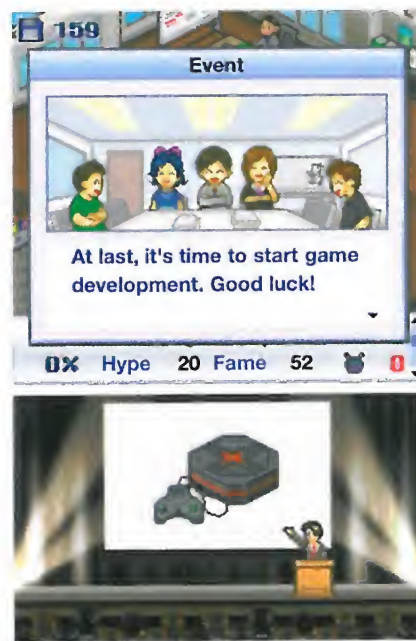 159
Event
At last, it's time to start game
development. Good luck!
0% Hype 20 Fame 52 0